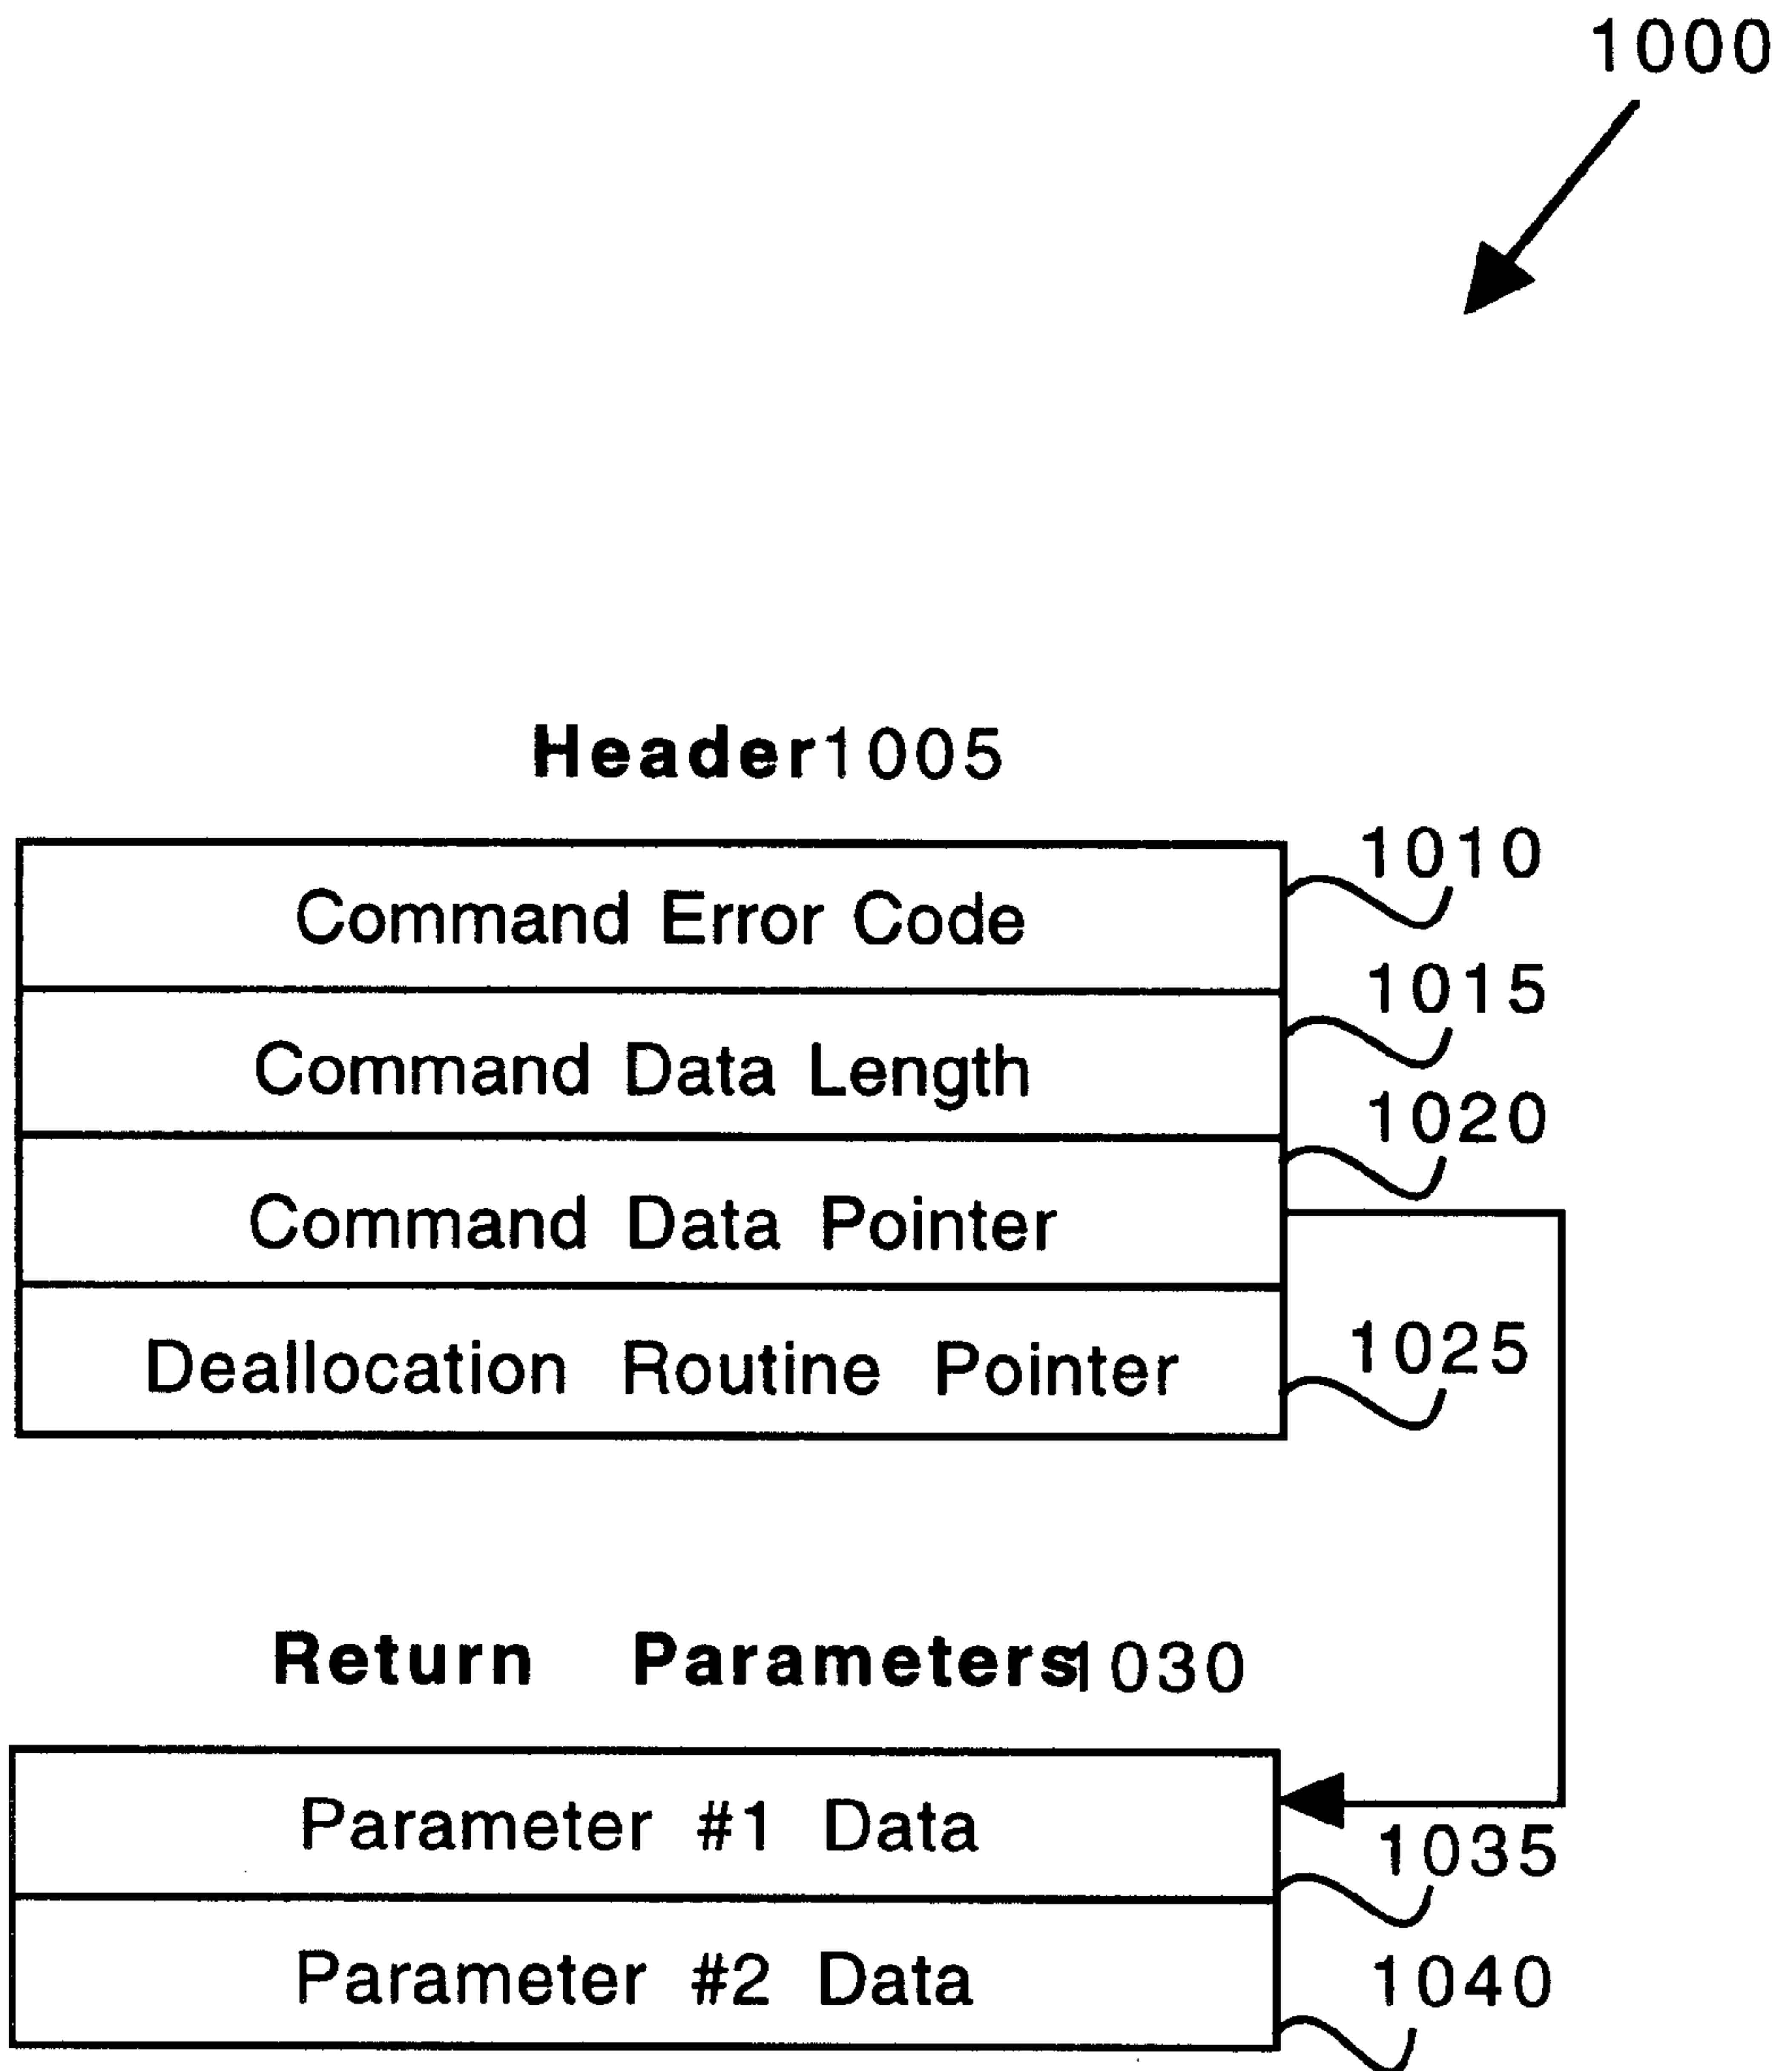 1000
Header1005
1010
Command Error Code
1015
Command Data Length
1020
Command Data Pointer
1025
Deallocation Routine Pointer
Return Parameters1030
Parameter #1 Data
1035
Parameter #2 Data
1040